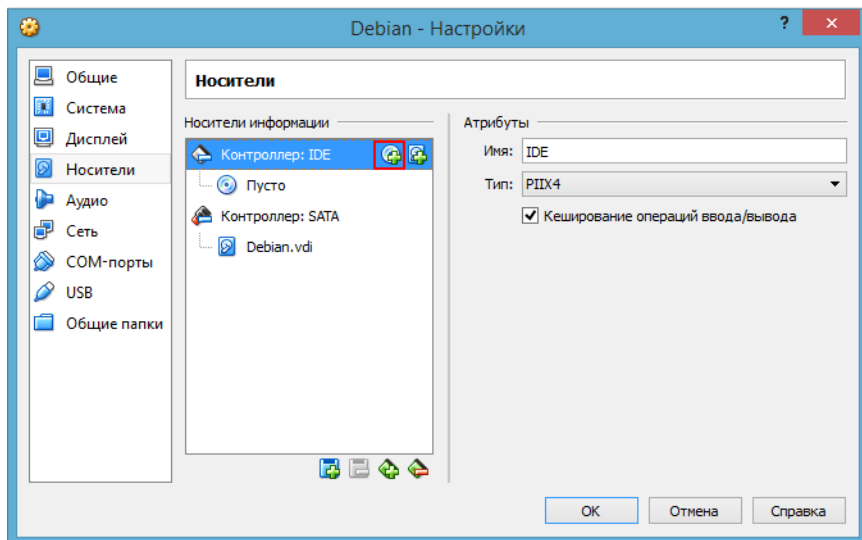 Debian - Настройки
?
Общие
Система
Дисплей
Носители
Аудио
Сеть
COM-порты
USB
Общие папки
Носители
Носители информации
Контроллер: IDE
Пусто
Контроллер: SATA
Debian.vdi
Атрибуты
Имя: IDE
Тип: PIIX4
Кеширование операций ввода/вывода
OK Отмена Справка